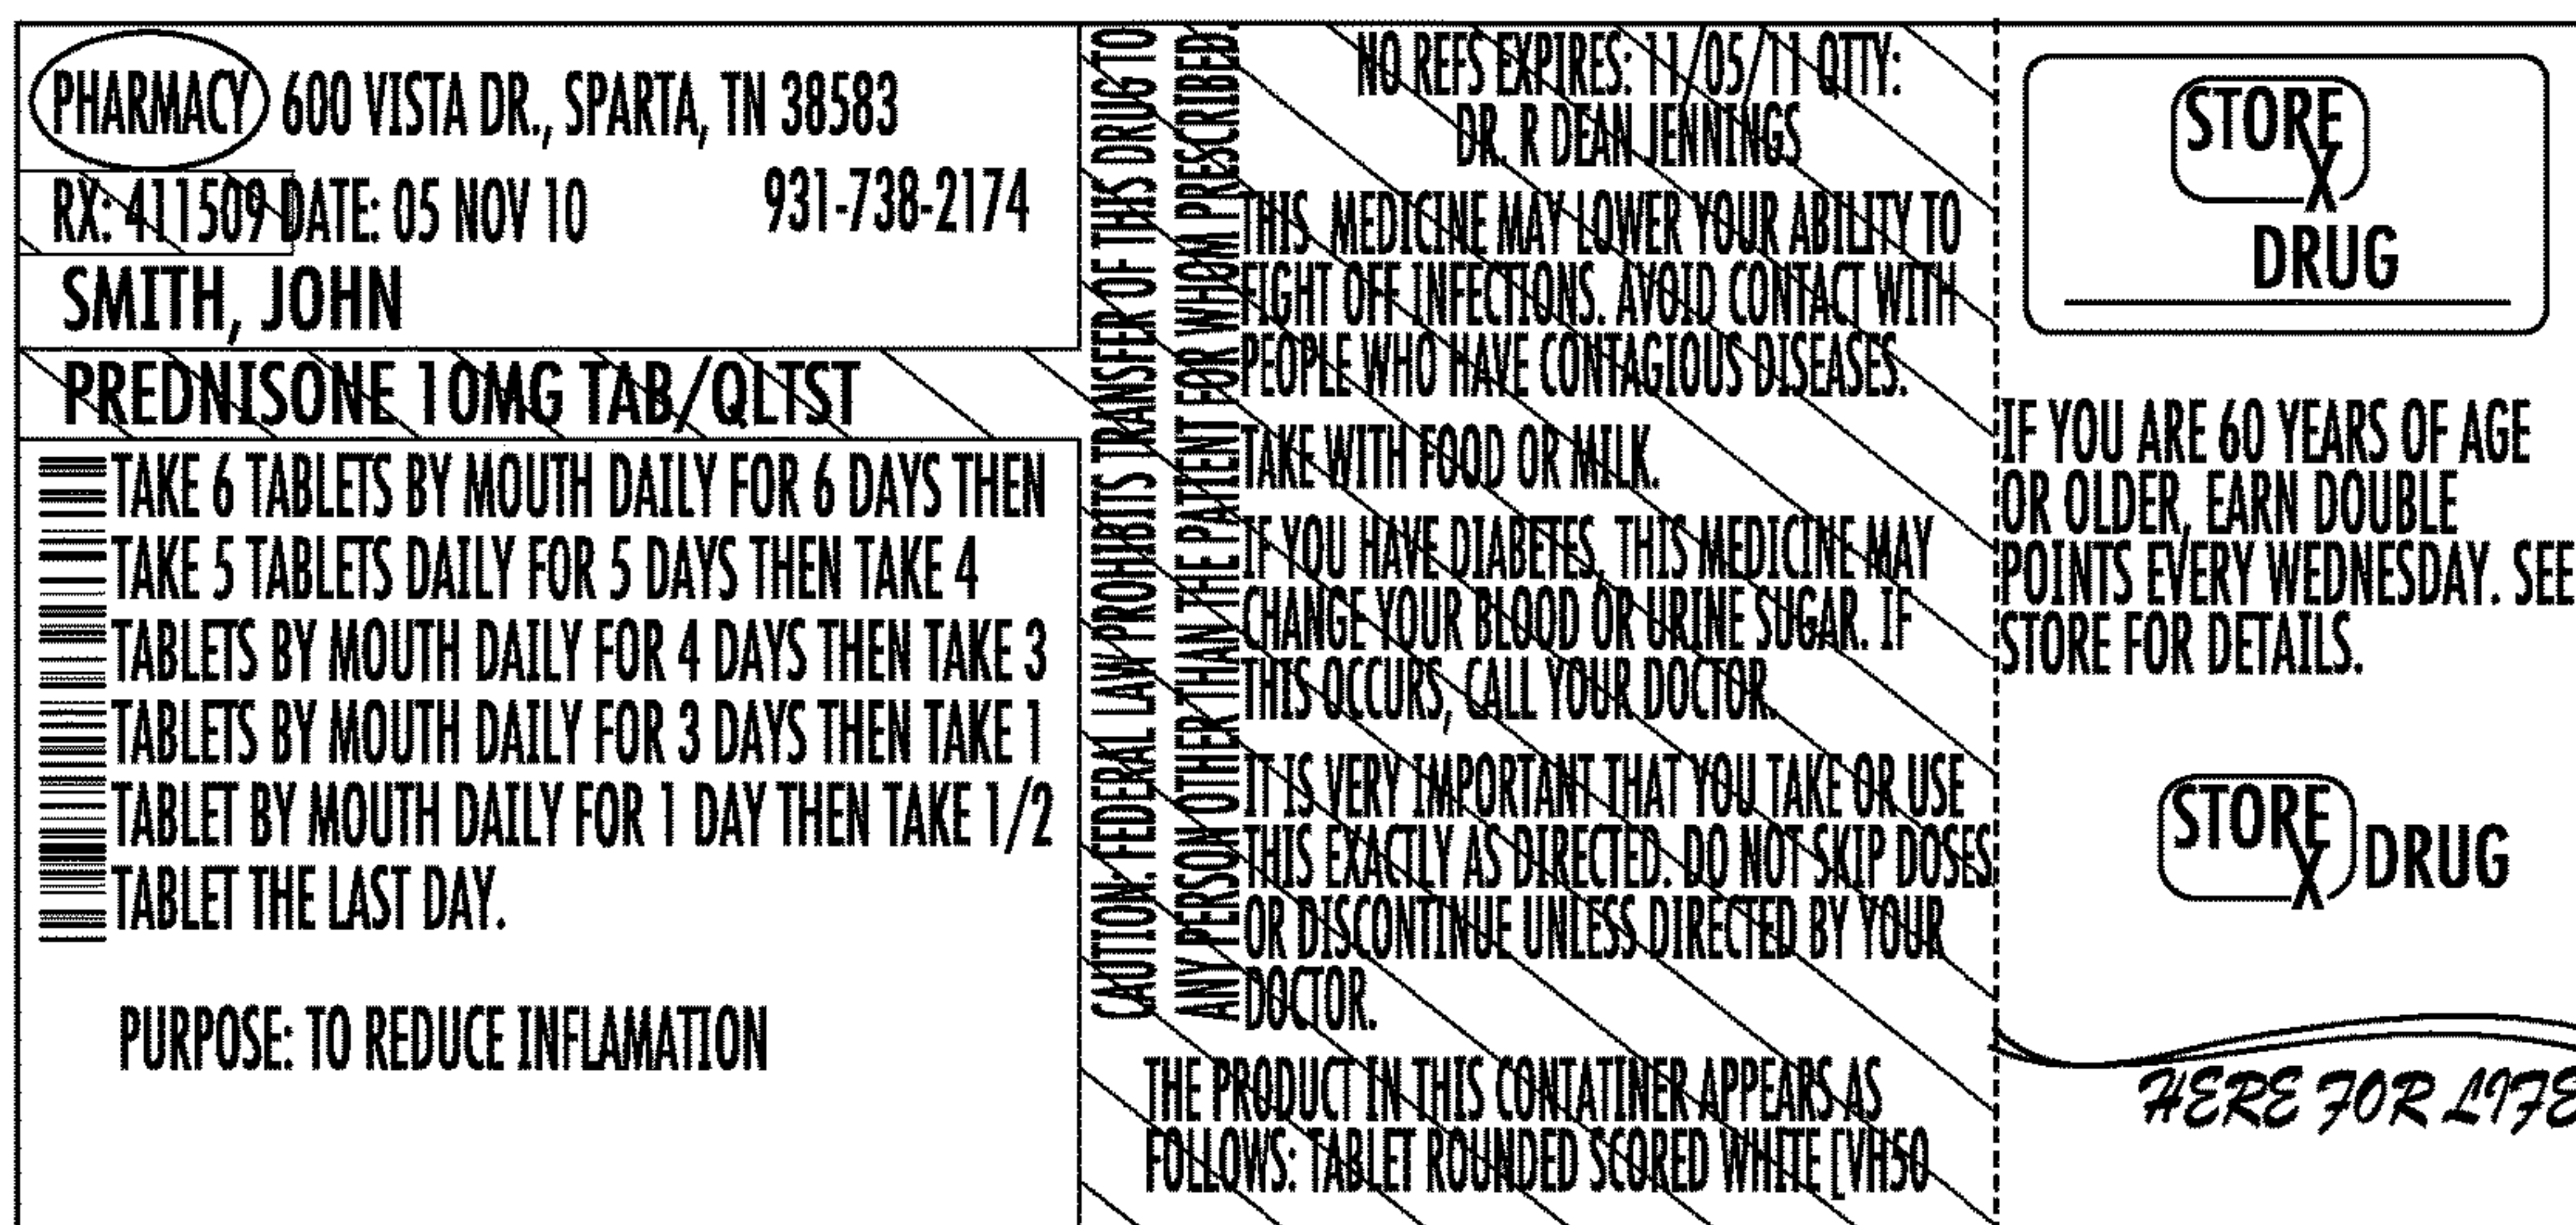 PHARMACY 600 VISTA DR., SPARTA, TN 38583
RX: 411509 DATE: 05 NOV 10 931-738-2174
SMITH, JOHN
PREDNISONE 10MG TAB/QLTST
TAKE 6 TABLETS BY MOUTH DAILY FOR 6 DAYS THEN
TAKE 5 TABLETS DAILY FOR 5 DAYS THEN TAKE 4
TABLETS BY MOUTH DAILY FOR 4 DAYS THEN TAKE 3
TABLETS BY MOUTH DAILY FOR 3 DAYS THEN TAKE 1
TABLET BY MOUTH DAILY FOR 1 DAY THEN TAKE 1/2
TABLET THE LAST DAY.
PURPOSE: TO REDUCE INFLAMATION
CAUTION: FEDERAL LAW PROHIBITS TRANSFER OF THIS DRUG TO
ANY PERSON OTHER THAN THE PATIENT FOR WHOM PRESCRIBED.
NO REFS EXPIRES: 11/05/11 QTTY:
DR. R DEAN JENNINGS
THIS MEDICINE MAY LOWER YOUR ABILITY TO
FIGHT OFF INFECTIONS. AVOID CONTACT WITH
PEOPLE WHO HAVE CONTAGIOUS DISEASES.
TAKE WITH FOOD OR MILK.
IF YOU HAVE DIABETES, THIS MEDICINE MAY
CHANGE YOUR BLOOD OR URINE SUGAR. IF
THIS OCCURS, CALL YOUR DOCTOR.
IT IS VERY IMPORTANT THAT YOU TAKE OR USE
THIS EXACTLY AS DIRECTED. DO NOT SKIP DOSES
OR DISCONTINUE UNLESS DIRECTED BY YOUR
DOCTOR.
THE PRODUCT IN THIS CONTATINER APPEARS AS
FOLLOWS: TABLET ROUNDED SCORED WHITE [VH50
STORE
X
DRUG
IF YOU ARE 60 YEARS OF AGE
OR OLDER, EARN DOUBLE
POINTS EVERY WEDNESDAY. SEE
STORE FOR DETAILS.
STORE
X DRUG
HERE FOR LIFE